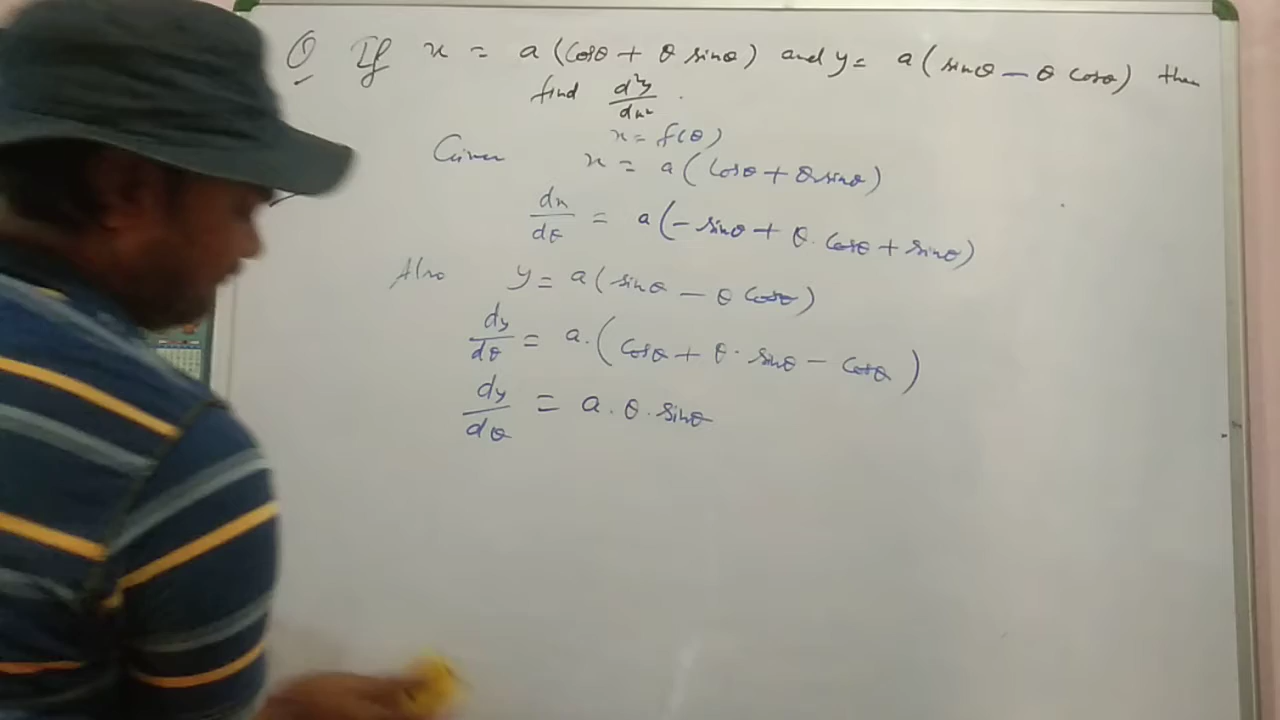 Q If x = a (cosθ + θ sinθ) and y = a (sinθ – θ cosθ) then
find d²y/dx² .
x = f(θ)
Given x = a (cosθ + θ.sinθ)
dx/dθ = a (– sinθ + θ. cosθ + sinθ)
Also y = a (sinθ – θ cosθ)
dy/dθ = a. (cosθ + θ. sinθ – cosθ)
dy/dθ = a. θ. sinθ